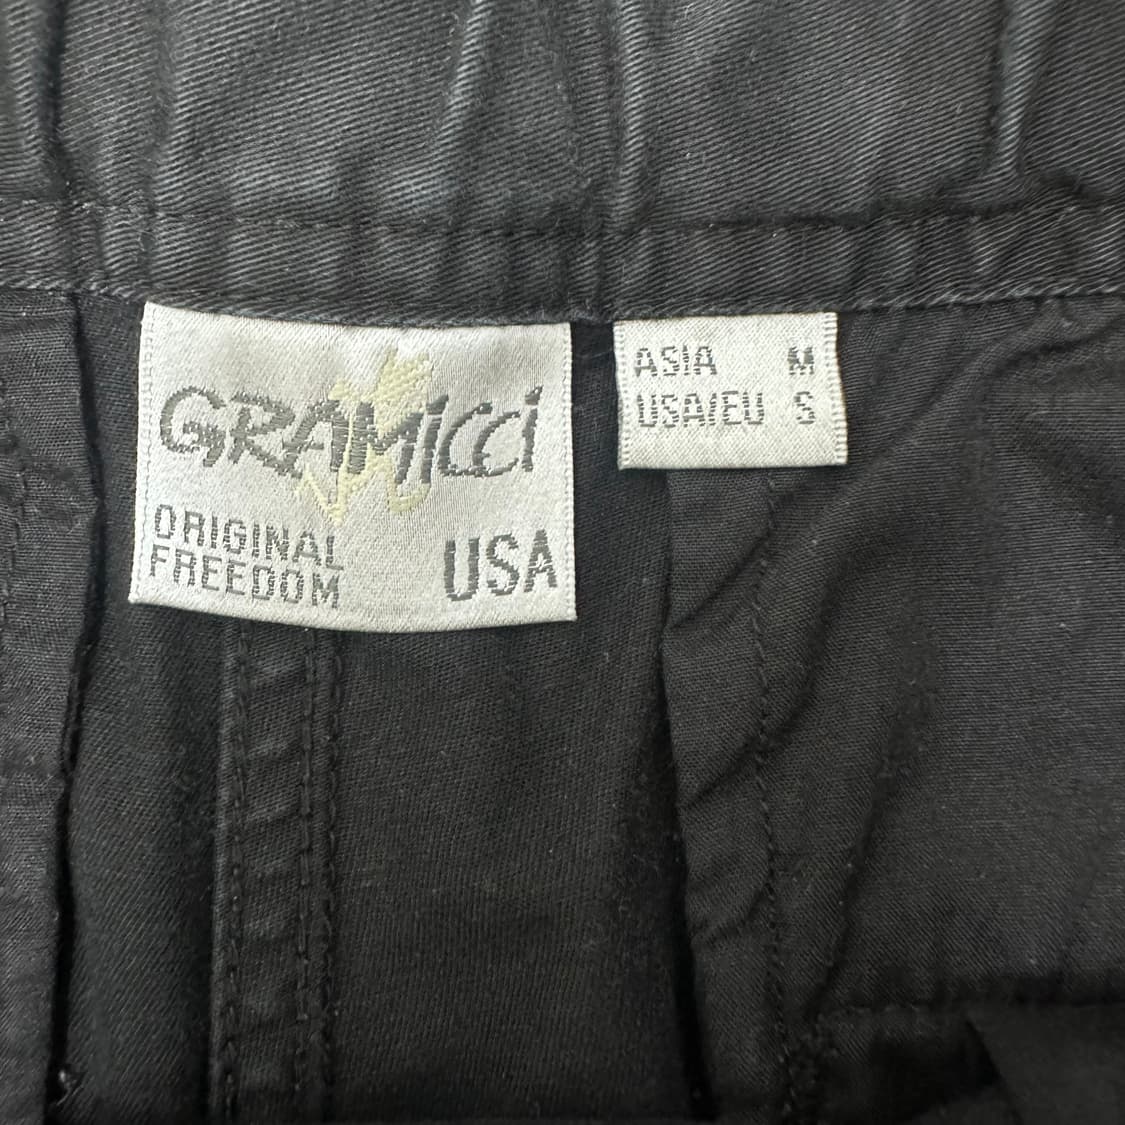 GRAMICCI
ORIGINAL
FREEDOM
USA
ASIA M
USA/EU S